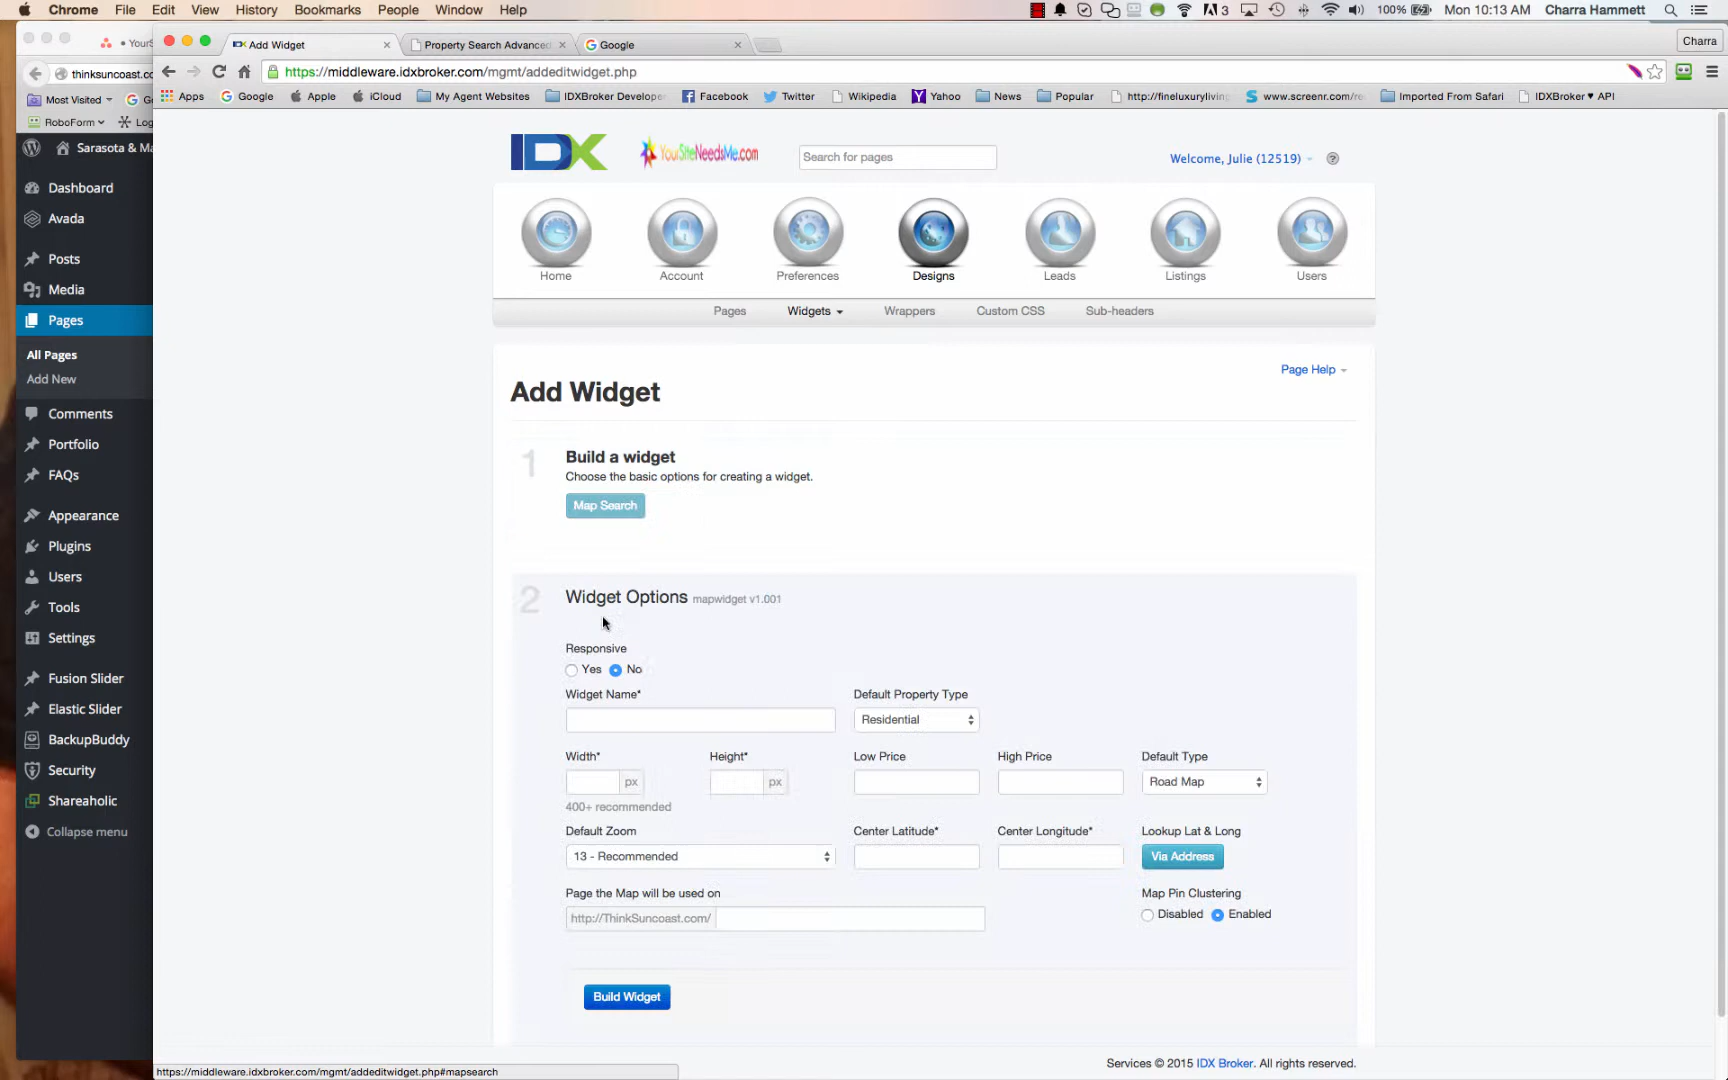 Chrome File Edit View History Bookmarks People Window Help
3 100% Mon 10:13 AM Charra Hammett
Add Widget
Property Search Advanced
Google
Charra
thinksuncoast.co
https://middleware.idxbroker.com/mgmt/addeditwidget.php
Most Visited
Apps Google Apple iCloud My Agent Websites IDXBroker Develope Facebook Twitter Wikipedia Yahoo News Popular http://fineluxuryliving www.screenr.com/re Imported From Safari IDXBroker ♥ API
RoboForm Log
Sarasota & Ma
Dashboard
Avada
Posts
Media
Pages
All Pages
Add New
Comments
Portfolio
FAQs
Appearance
Plugins
Users
Tools
Settings
Fusion Slider
Elastic Slider
BackupBuddy
Security
Shareaholic
Collapse menu
IDX
YourSiteNeedsMe.com
Search for pages
Welcome, Julie (12519)
Home Account Preferences Designs Leads Listings Users
Pages Widgets Wrappers Custom CSS Sub-headers
Page Help
Add Widget
1
Build a widget
Choose the basic options for creating a widget.
Map Search
2
Widget Options mapwidget v1.001
Responsive
Yes No
Widget Name* Default Property Type
Residential
Width* Height* Low Price High Price Default Type
px px Road Map
400+ recommended
Default Zoom Center Latitude* Center Longitude* Lookup Lat & Long
13 - Recommended Via Address
Page the Map will be used on Map Pin Clustering
http://ThinkSuncoast.com/ Disabled Enabled
Build Widget
Services © 2015 IDX Broker. All rights reserved.
https://middleware.idxbroker.com/mgmt/addeditwidget.php#mapsearch